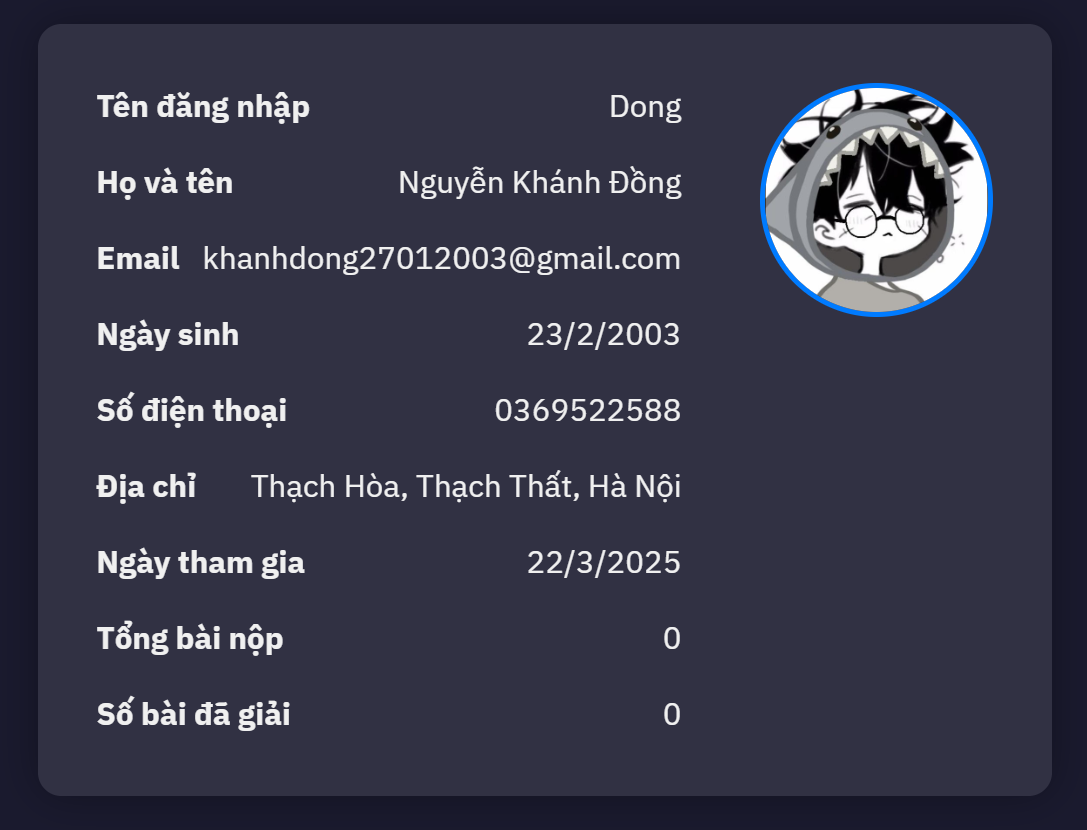 Tên đăng nhập Dong
Họ và tên Nguyễn Khánh Đồng
Email khanhdong27012003@gmail.com
Ngày sinh 23/2/2003
Số điện thoại 0369522588
Địa chỉ Thạch Hòa, Thạch Thất, Hà Nội
Ngày tham gia 22/3/2025
Tổng bài nộp 0
Số bài đã giải 0